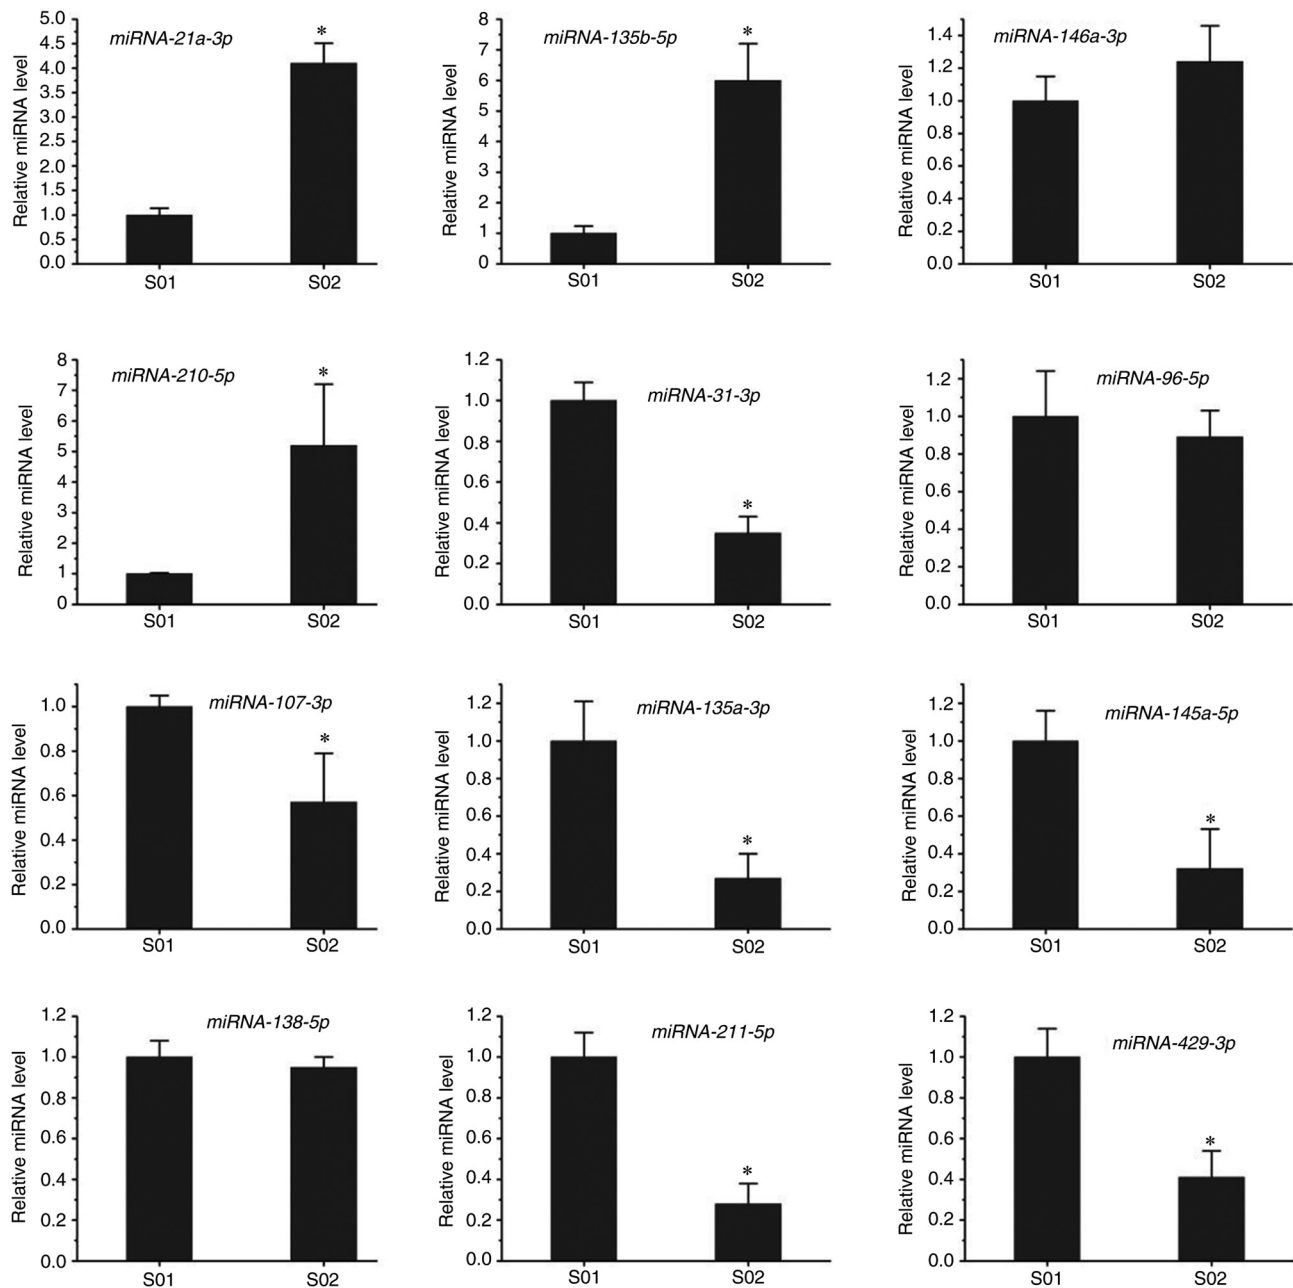 Relative miRNA level
miRNA-21a-3p
*
5.0
4.5
4.0
3.5
3.0
2.5
2.0
1.5
1.0
0.5
0.0
S01 S02
Relative miRNA level
miRNA-135b-5p
*
8
7
6
5
4
3
2
1
0
S01 S02
Relative miRNA level
miRNA-146a-3p
1.4
1.2
1.0
0.8
0.6
0.4
0.2
0.0
S01 S02
Relative miRNA level
miRNA-210-5p
*
8
7
6
5
4
3
2
1
0
S01 S02
Relative miRNA level
miRNA-31-3p
*
1.2
1.0
0.8
0.6
0.4
0.2
0.0
S01 S02
Relative miRNA level
miRNA-96-5p
1.2
1.0
0.8
0.6
0.4
0.2
0.0
S01 S02
Relative miRNA level
miRNA-107-3p
*
1.0
0.8
0.6
0.4
0.2
0.0
S01 S02
Relative miRNA level
miRNA-135a-3p
*
1.2
1.0
0.8
0.6
0.4
0.2
0.0
S01 S02
Relative miRNA level
miRNA-145a-5p
*
1.2
1.0
0.8
0.6
0.4
0.2
0.0
S01 S02
Relative miRNA level
miRNA-138-5p
1.2
1.0
0.8
0.6
0.4
0.2
0.0
S01 S02
Relative miRNA level
miRNA-211-5p
*
1.2
1.0
0.8
0.6
0.4
0.2
0.0
S01 S02
Relative miRNA level
miRNA-429-3p
*
1.2
1.0
0.8
0.6
0.4
0.2
0.0
S01 S02